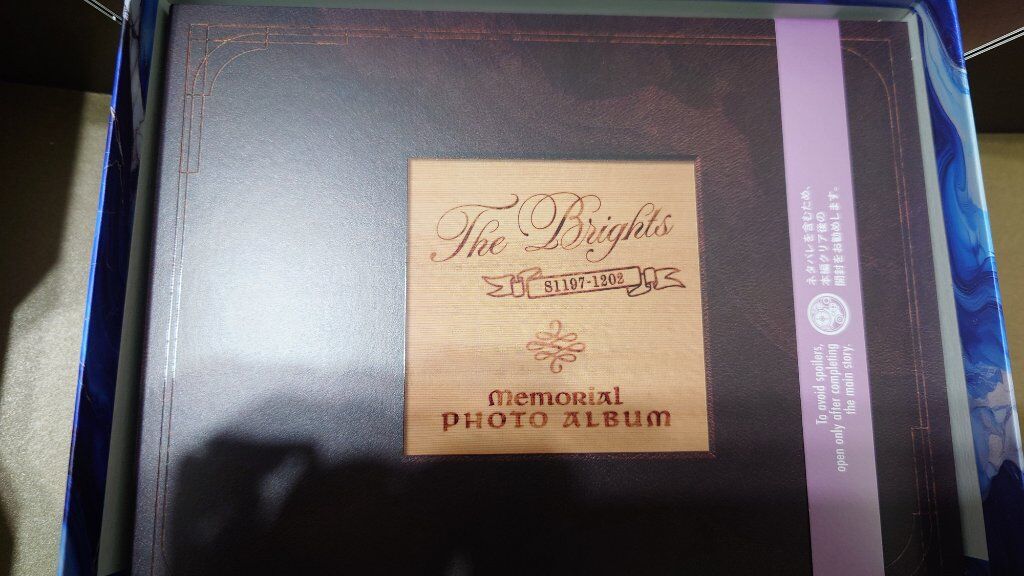 The Brights
S1197-1202
Memorial
PHOTO ALBUM
ネタバレを含むため、
本編クリア後の
開封をお勧めします。
To avoid spoilers,
open only after completing
the main story.